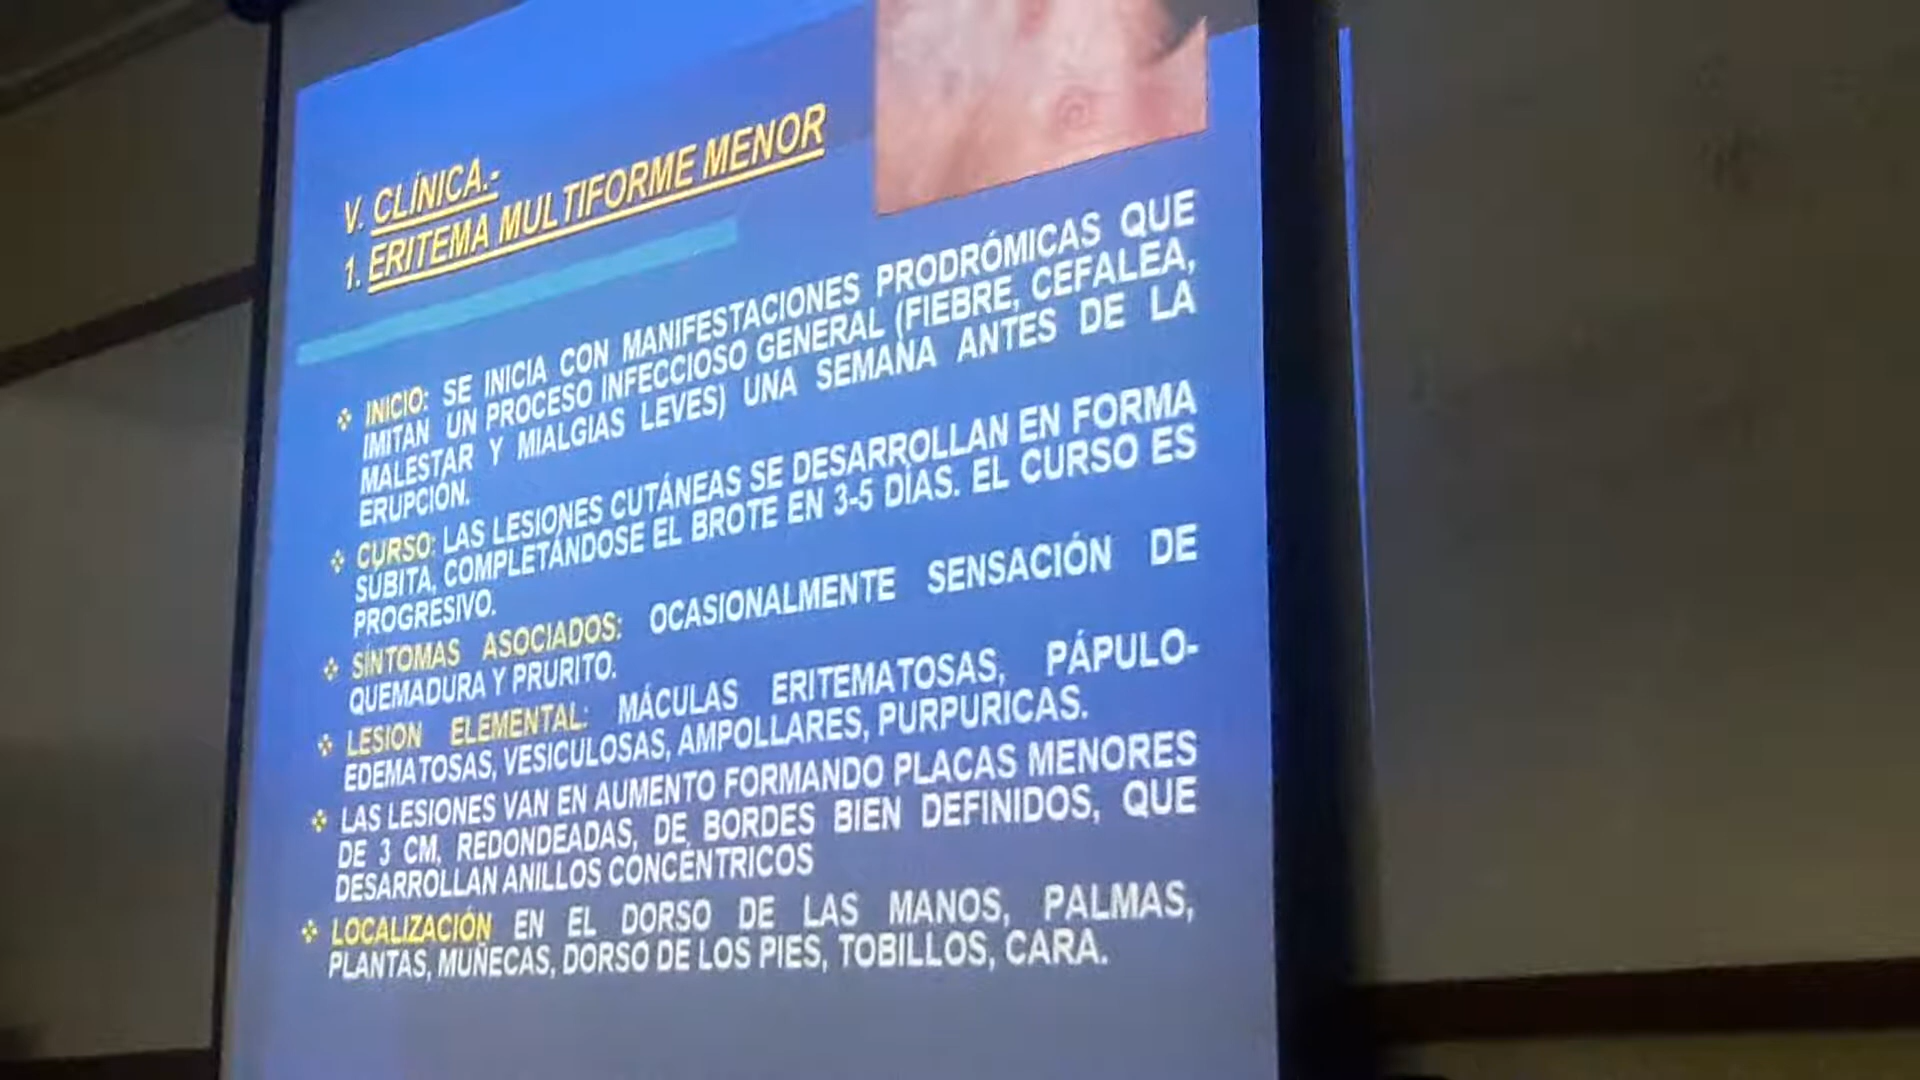 V. CLÍNICA.-
1. ERITEMA MULTIFORME MENOR
INICIO: SE INICIA CON MANIFESTACIONES PRODRÓMICAS QUE
IMITAN UN PROCESO INFECCIOSO GENERAL (FIEBRE, CEFALEA,
MALESTAR Y MIALGIAS LEVES) UNA SEMANA ANTES DE LA
ERUPCIÓN.
CURSO: LAS LESIONES CUTÁNEAS SE DESARROLLAN EN FORMA
SÚBITA, COMPLETÁNDOSE EL BROTE EN 3-5 DÍAS. EL CURSO ES
PROGRESIVO.
SÍNTOMAS ASOCIADOS: OCASIONALMENTE SENSACIÓN DE
QUEMADURA Y PRURITO.
LESION ELEMENTAL: MÁCULAS ERITEMATOSAS, PÁPULO-
EDEMATOSAS, VESICULOSAS, AMPOLLARES, PURPURICAS.
LAS LESIONES VAN EN AUMENTO FORMANDO PLACAS MENORES
DE 3 CM, REDONDEADAS, DE BORDES BIEN DEFINIDOS, QUE
DESARROLLAN ANILLOS CONCÉNTRICOS
LOCALIZACIÓN EN EL DORSO DE LAS MANOS, PALMAS,
PLANTAS, MUÑECAS, DORSO DE LOS PIES, TOBILLOS, CARA.